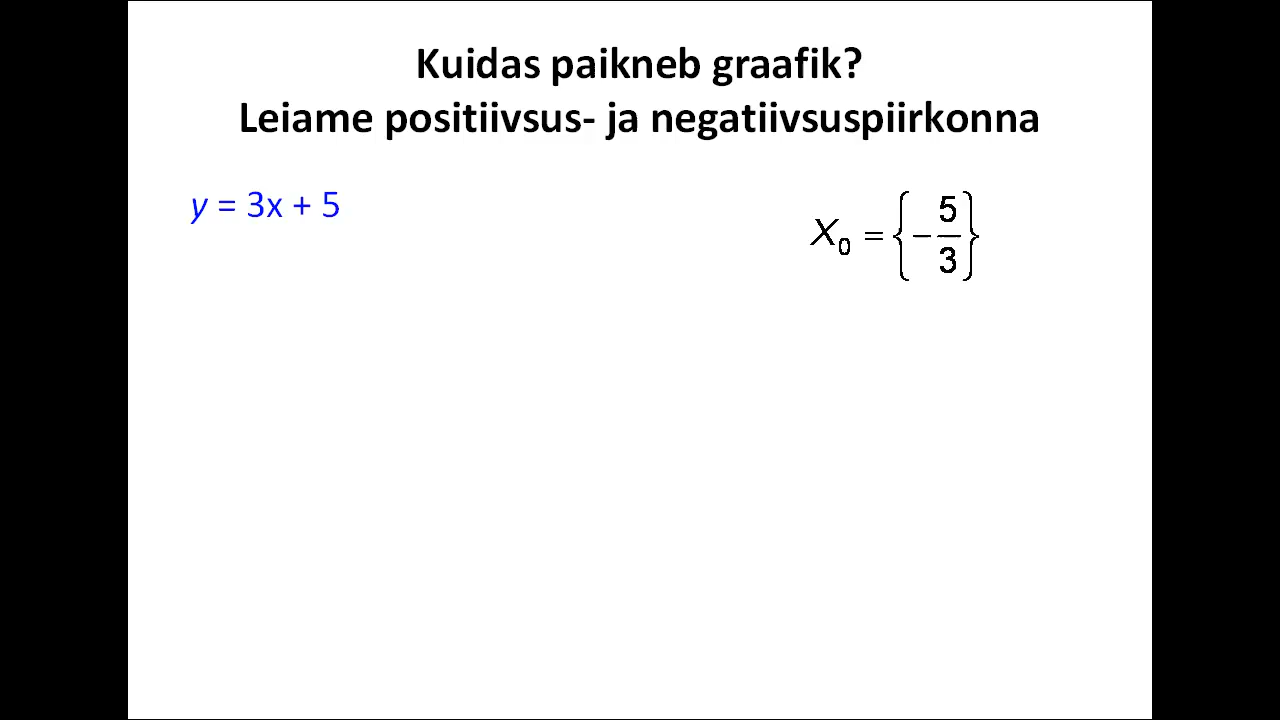 Kuidas paikneb graafik?
Leiame positiivsus- ja negatiivsuspiirkonna
y = 3x + 5
X₀ = {-5/3}